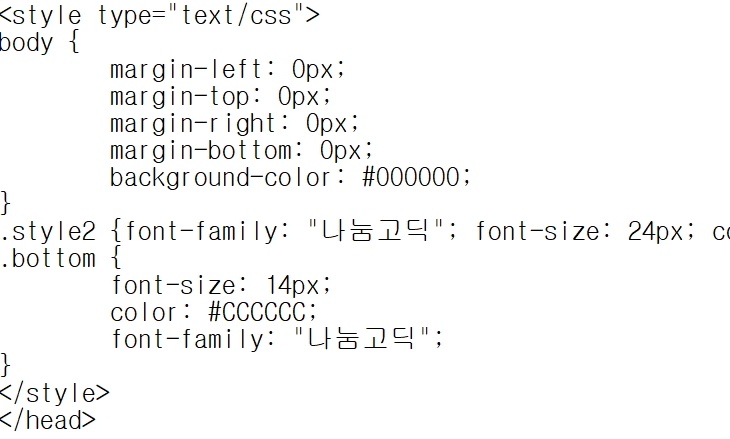 <style type="text/css">
body {
margin-left: 0px;
margin-top: 0px;
margin-right: 0px;
margin-bottom: 0px;
background-color: #000000;
}
.style2 {font-family: "나눔고딕"; font-size: 24px;
.bottom {
font-size: 14px;
color: #CCCCCC;
font-family: "나눔고딕";
}
</style>
</head>